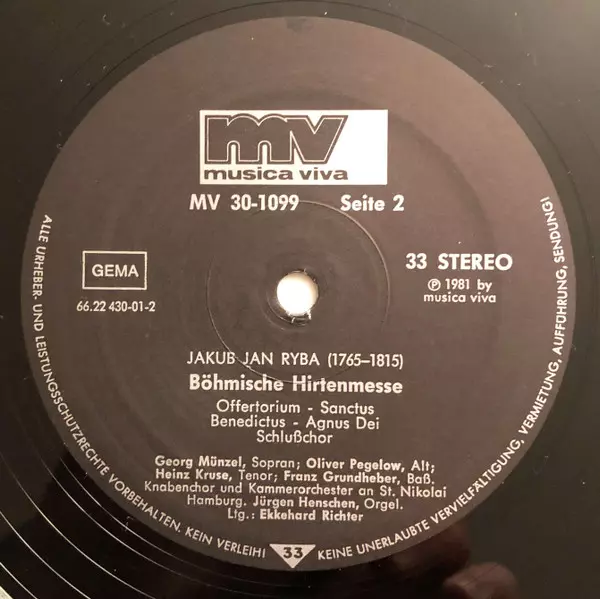 mv
musica viva
MV 30-1099 Seite 2
33 STEREO
GEMA
℗ 1981 by
musica viva
66.22 430-01-2
JAKUB JAN RYBA (1765–1815)
Böhmische Hirtenmesse
Offertorium - Sanctus
Benedictus - Agnus Dei
Schlußchor
Georg Münzel, Sopran; Oliver Pegelow, Alt;
Heinz Kruse, Tenor; Franz Grundheber, Baß.
Knabenchor und Kammerorchester an St. Nikolai
Hamburg. Jürgen Henschen, Orgel.
Ltg.: Ekkehard Richter
ALLE URHEBER. UND LEISTUNGSSCHUTZRECHTE VORBEHALTEN. KEIN VERLEIH! 33 KEINE UNERLAUBTE VERVIELFÄLTIGUNG, VERMIETUNG, AUFFÜHRUNG, SENDUNG!